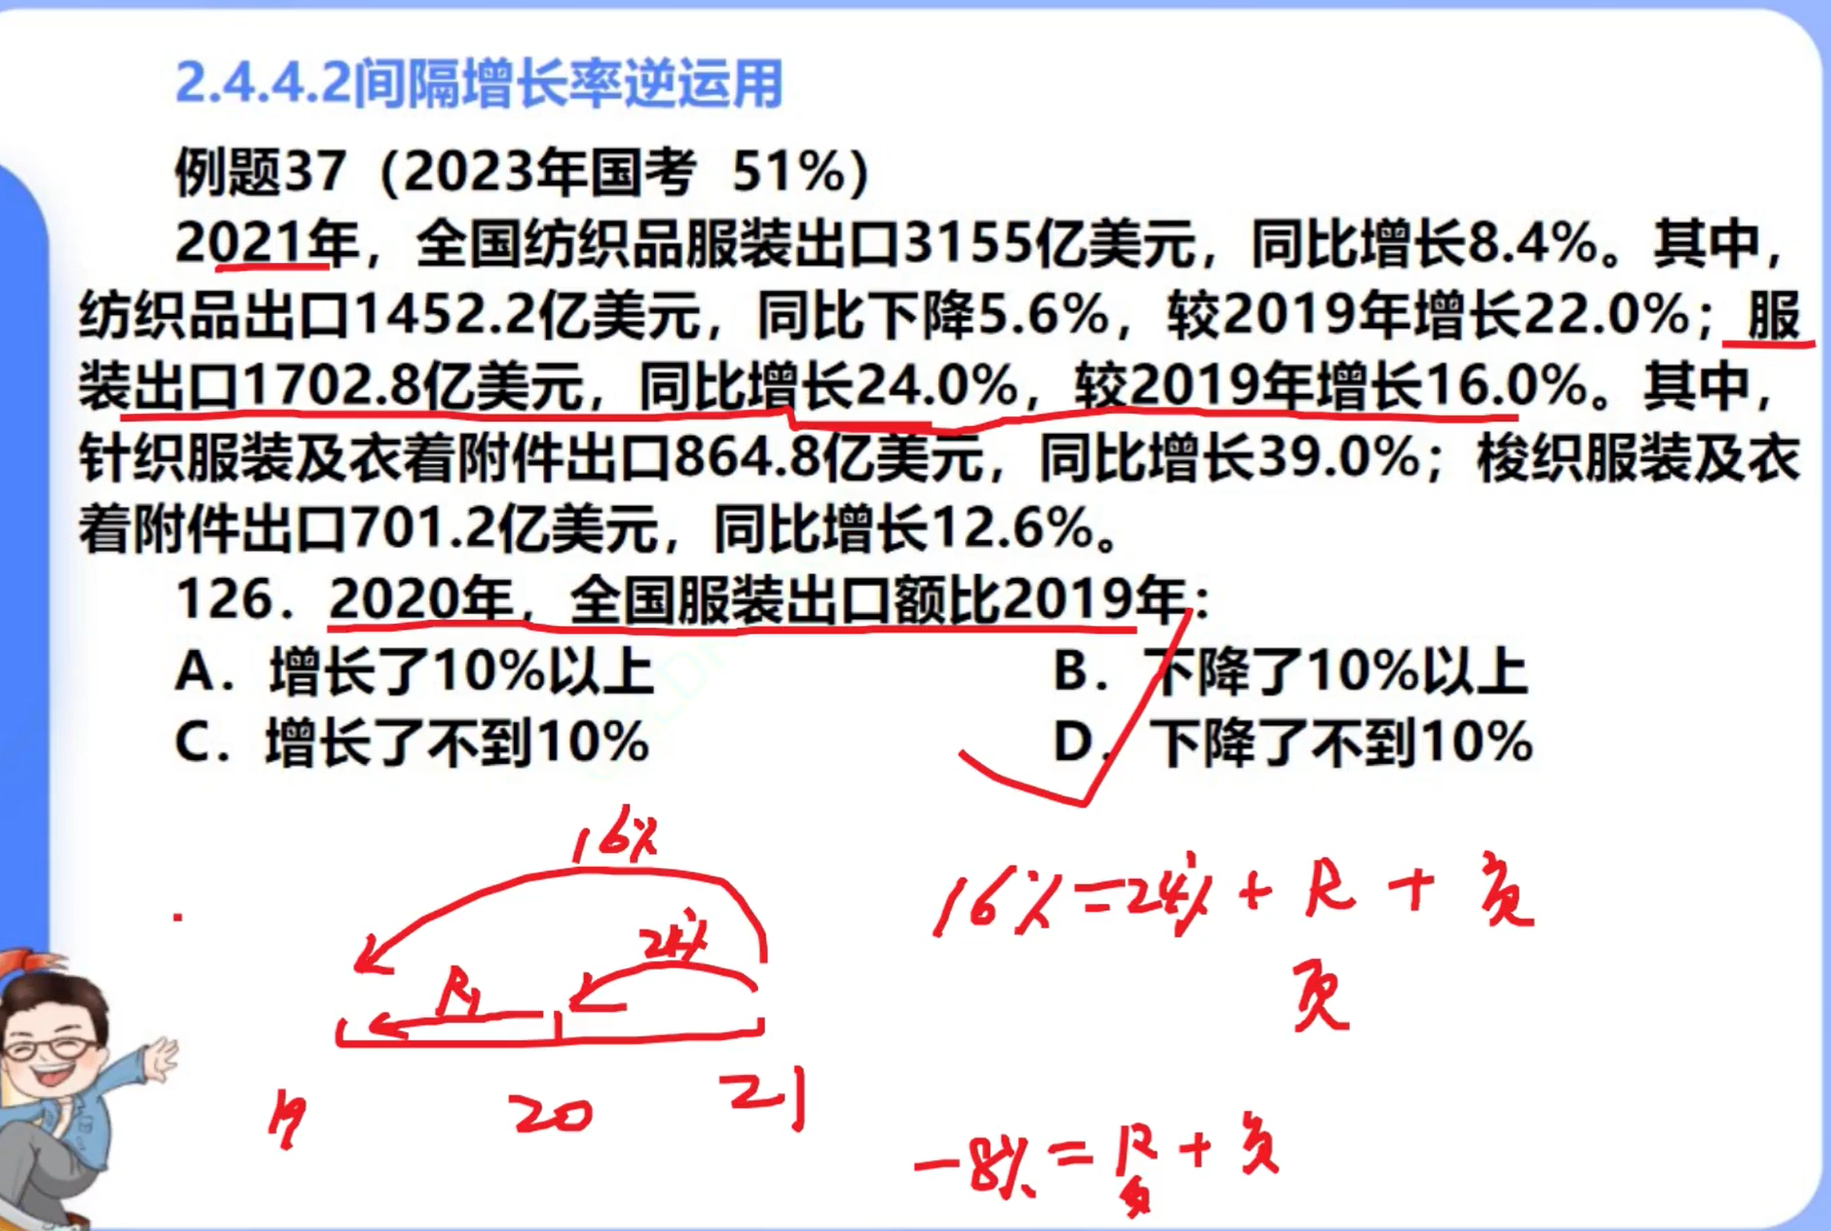 2.4.4.2间隔增长率逆运用
例题37（2023年国考 51%）
2021年，全国纺织品服装出口3155亿美元，同比增长8.4%。其中，
纺织品出口1452.2亿美元，同比下降5.6%，较2019年增长22.0%；服
装出口1702.8亿美元，同比增长24.0%，较2019年增长16.0%。其中，
针织服装及衣着附件出口864.8亿美元，同比增长39.0%；梭织服装及衣
着附件出口701.2亿美元，同比增长12.6%。
126．2020年，全国服装出口额比2019年：
A．增长了10%以上 B．下降了10%以上
C．增长了不到10% D．下降了不到10%
16%
24%
R1
19 20 21
16%=24%+R+负
负
-8%=R+负
负